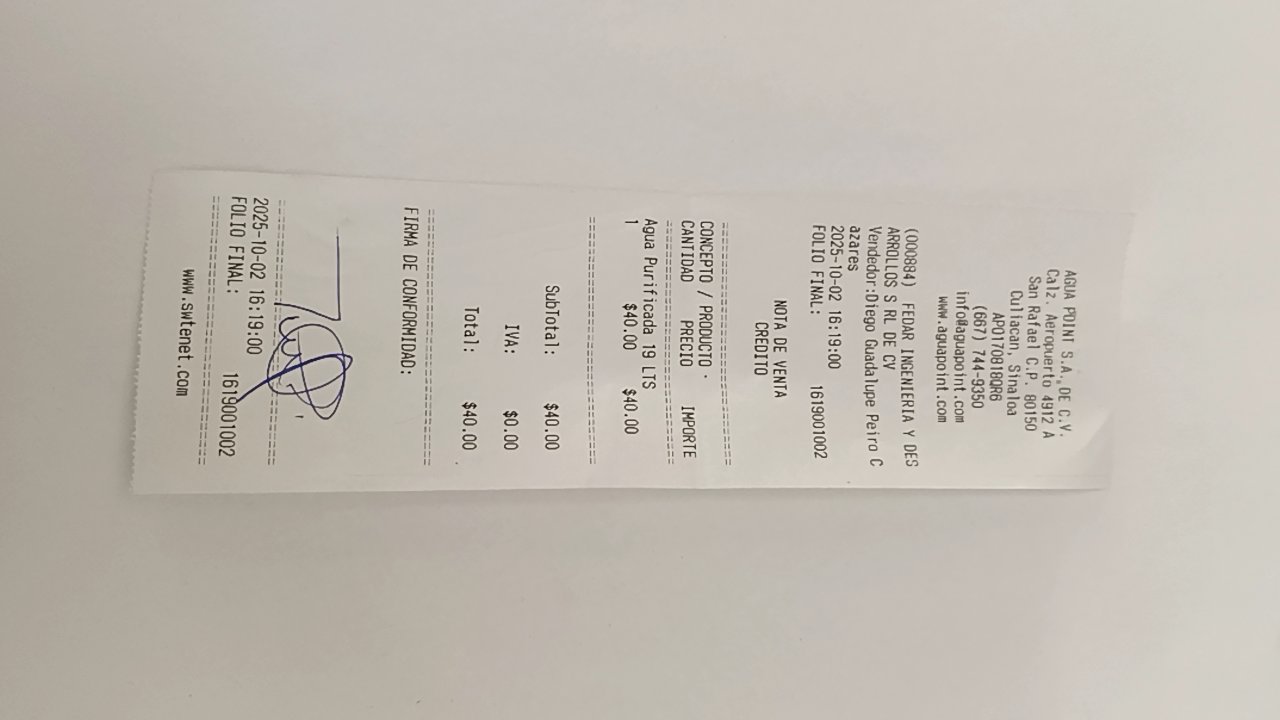 AGUA POINT S.A. DE C.V.
Calz. Aeropuerto 4912 A
San Rafael C.P. 80150
Culiacan, Sinaloa
APO170818QR6
(667) 744-9350
info@aguapoint.com
www.aguapoint.com
(000884) FEDAR INGENIERIA Y DES
ARROLLOS S RL DE CV
Vendedor:Diego Guadalupe Peiro C
azares
2025-10-02 16:19:00
FOLIO FINAL: 1619001002
NOTA DE VENTA
CREDITO
CONCEPTO / PRODUCTO .
CANTIDAD PRECIO IMPORTE
Agua Purificada 19 LTS
1 $40.00 $40.00
SubTotal: $40.00
IVA: $0.00
Total: $40.00
FIRMA DE CONFORMIDAD:
2025-10-02 16:19:00
FOLIO FINAL: 1619001002
www.swtenet.com